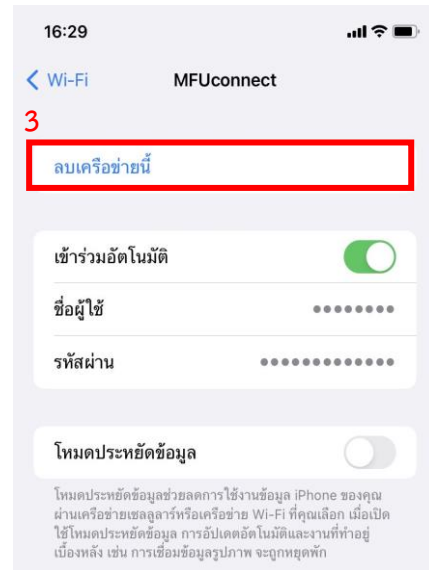 16:29
Wi-Fi MFUconnect
3
ลบเครือข่ายนี้
เข้าร่วมอัตโนมัติ
ชื่อผู้ใช้ ••••••••
รหัสผ่าน •••••••••••••
โหมดประหยัดข้อมูล
โหมดประหยัดข้อมูลช่วยลดการใช้งานข้อมูล iPhone ของคุณ
ผ่านเครือข่ายเซลลูลาร์หรือเครือข่าย Wi-Fi ที่คุณเลือก เมื่อเปิด
ใช้โหมดประหยัดข้อมูล การอัปเดตอัตโนมัติและงานที่ทำอยู่
เบื้องหลัง เช่น การเชื่อมข้อมูลรูปภาพ จะถูกหยุดพัก